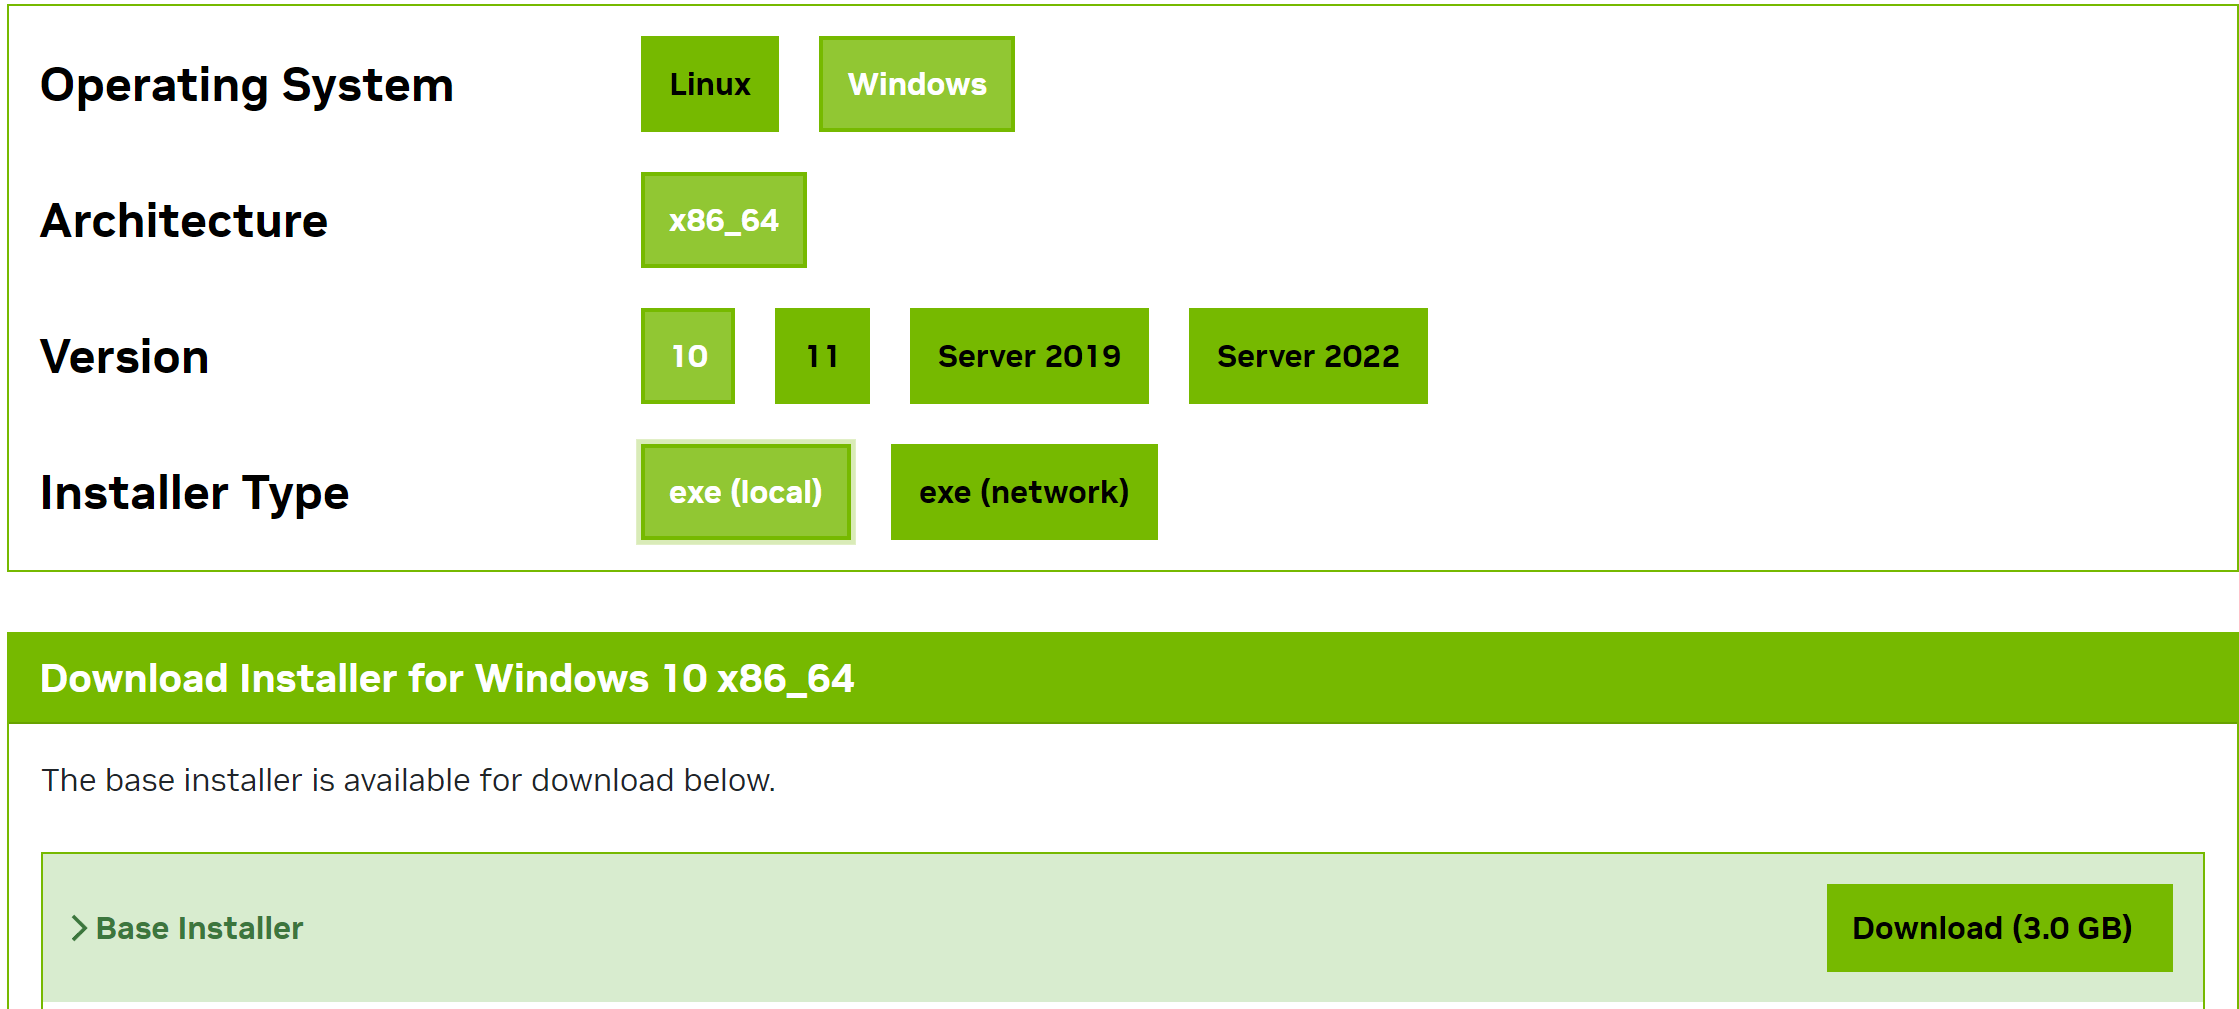 Operating System Linux Windows
Architecture x86_64
Version 10 11 Server 2019 Server 2022
Installer Type exe (local) exe (network)
Download Installer for Windows 10 x86_64
The base installer is available for download below.
Base Installer Download (3.0 GB)